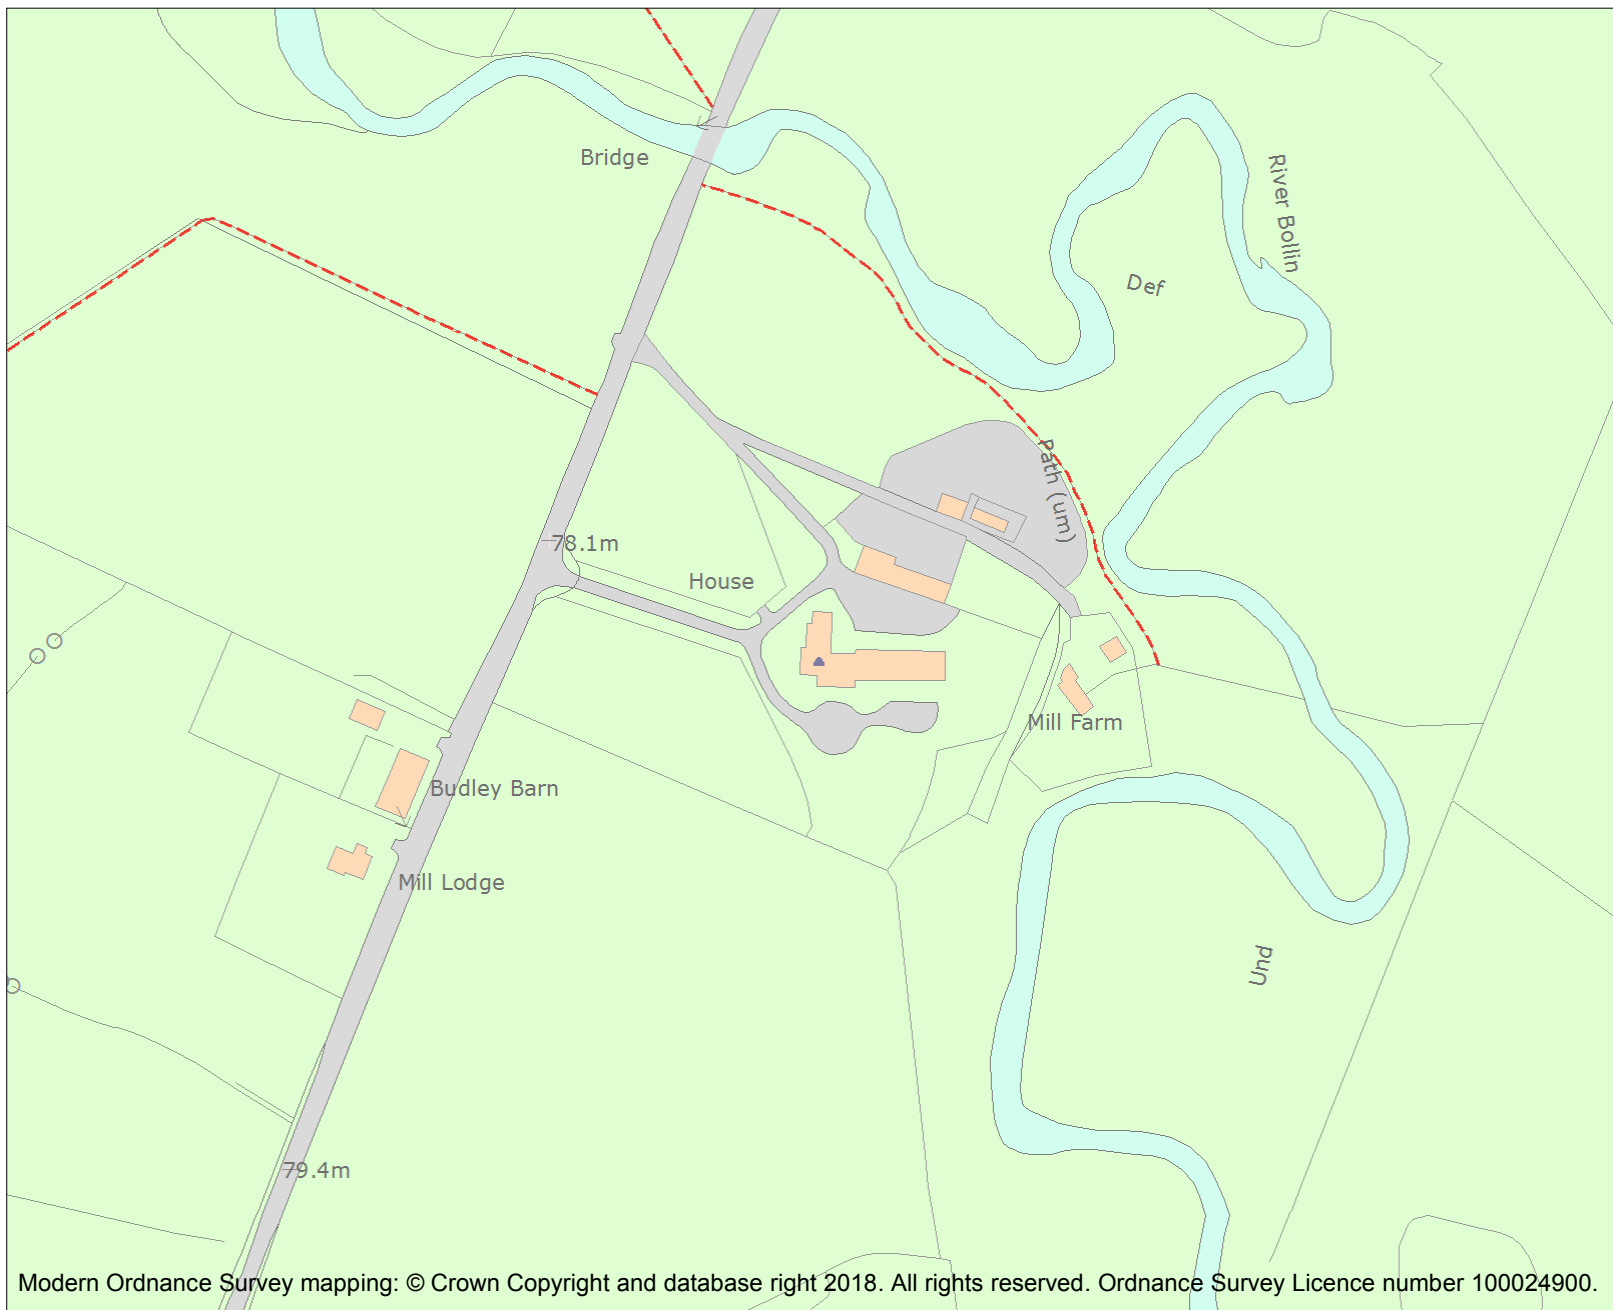 Bridge
River Bollin
Def
Path (um)
78.1m
House
Mill Farm
Budley Barn
Mill Lodge
Und
79.4m
Modern Ordnance Survey mapping: © Crown Copyright and database right 2018. All rights reserved. Ordnance Survey Licence number 100024900.